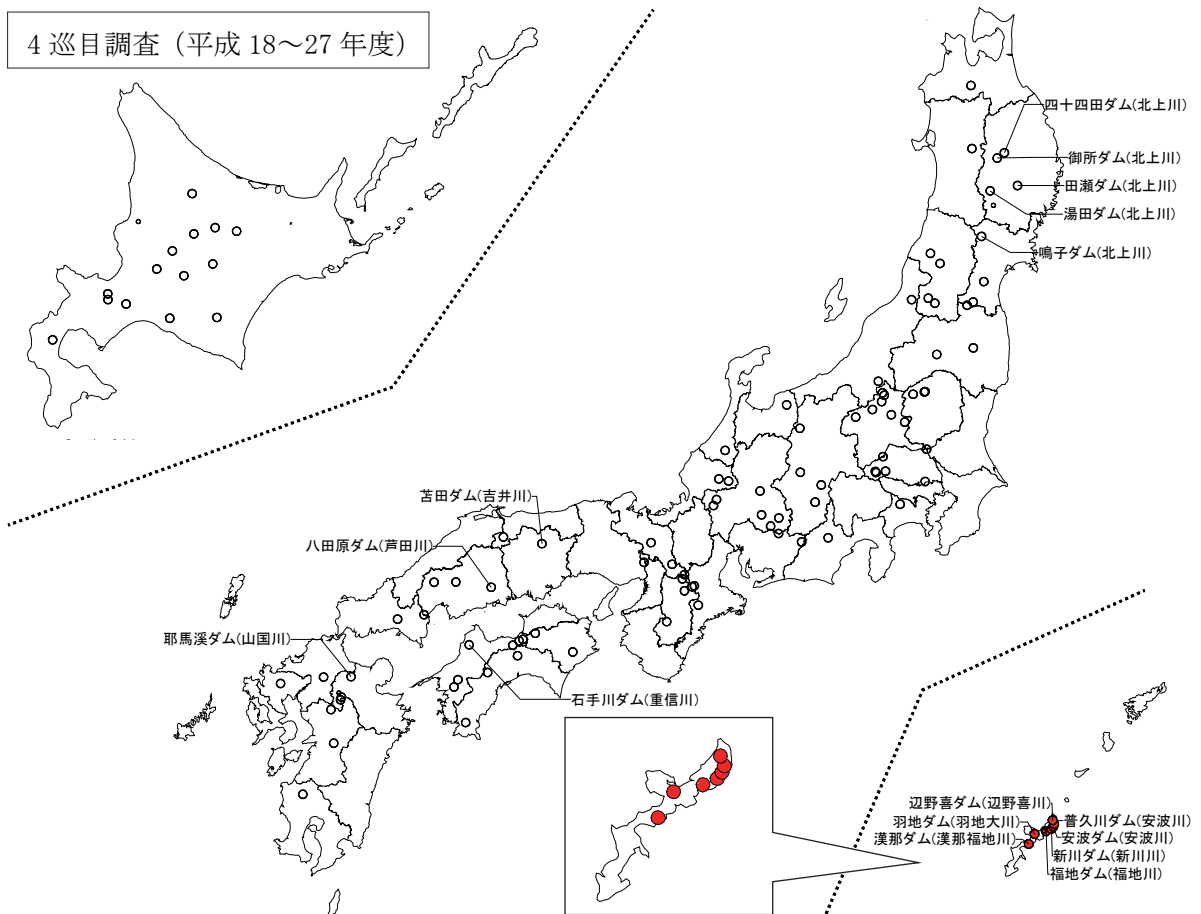 4巡目調査（平成 18～27 年度）
四十四田ダム(北上川)
御所ダム(北上川)
田瀬ダム(北上川)
湯田ダム(北上川)
鳴子ダム(北上川)
苫田ダム(吉井川)
八田原ダム(芦田川)
耶馬溪ダム(山国川)
石手川ダム(重信川)
辺野喜ダム(辺野喜川)
羽地ダム(羽地大川)
漢那ダム(漢那福地川)
普久川ダム(安波川)
安波ダム(安波川)
新川ダム(新川川)
福地ダム(福地川)